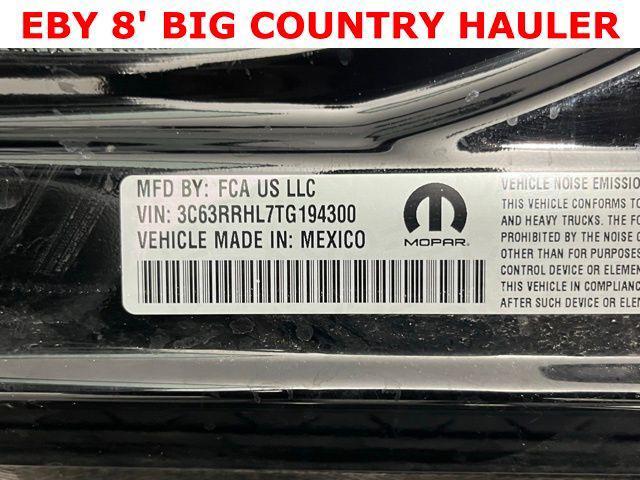 EBY 8' BIG COUNTRY HAULER
MFD BY: FCA US LLC
VIN: 3C63RRHL7TG194300
VEHICLE MADE IN: MEXICO
MOPAR
VEHICLE NOISE EMISSIO
THIS VEHICLE CONFORMS TO
AND HEAVY TRUCKS. THE FO
PROHIBITED BY THE NOISE C
OTHER THAN FOR PURPOSES
CONTROL DEVICE OR ELEMEN
THIS VEHICLE IN COMPLIANC
AFTER SUCH DEVICE OR ELEM